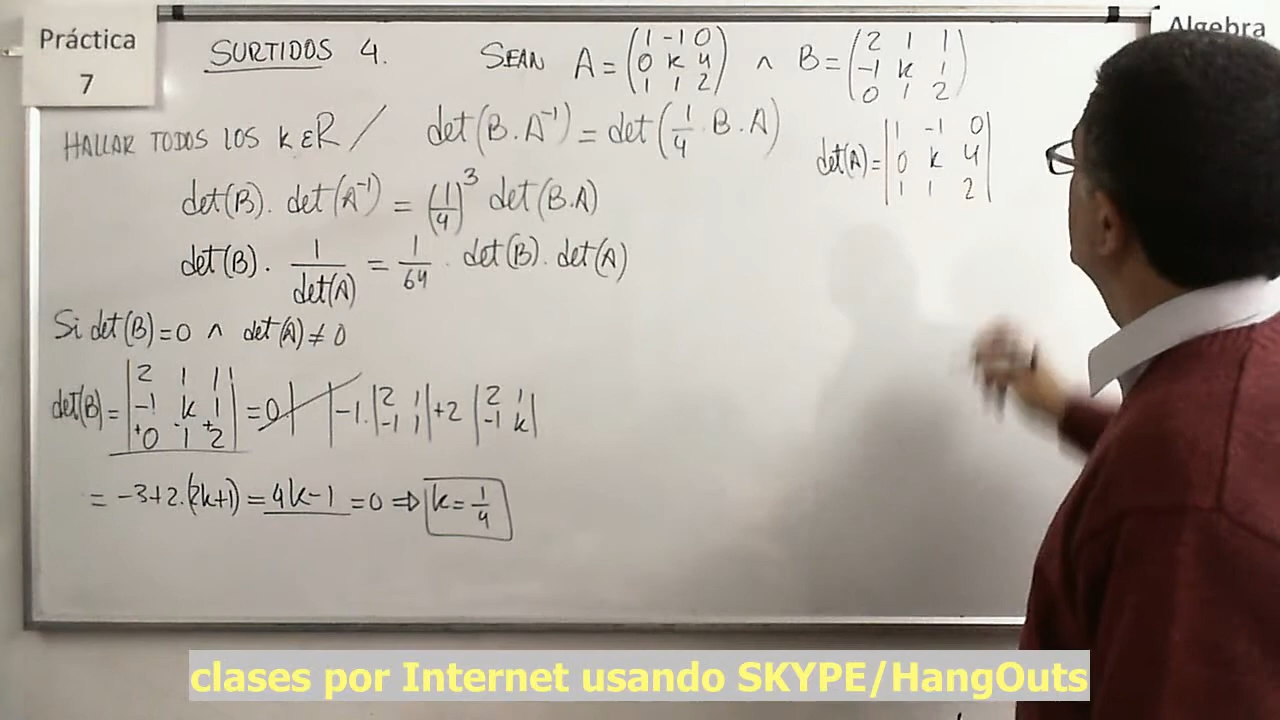 Práctica
7
Algebra
SURTIDOS 4. SEAN A = (1 -1 0 ∧ B = (2 1 1
0 k 4 -1 k 1
1 1 2) 0 1 2)
HALLAR TODOS LOS k ∈ R / det(B.A⁻¹) = det(1/4 . B.A)
det(B). det(A⁻¹) = (1/4)³ det(B.A)
det(B). 1/det(A) = 1/64 . det(B). det(A)
Si det(B)=0 ∧ det(A)≠0
det(B) = |2 1 1
-1 k 1
+0 -1 +2| = 0| |-1. |2 1
-1 1| +2 |2 1
-1 k|
= -3+2.(2k+1) = 4k-1 = 0 ⇒ k = 1/4
det(A) = |1 -1 0
0 k 4
1 1 2|
clases por Internet usando SKYPE/HangOuts